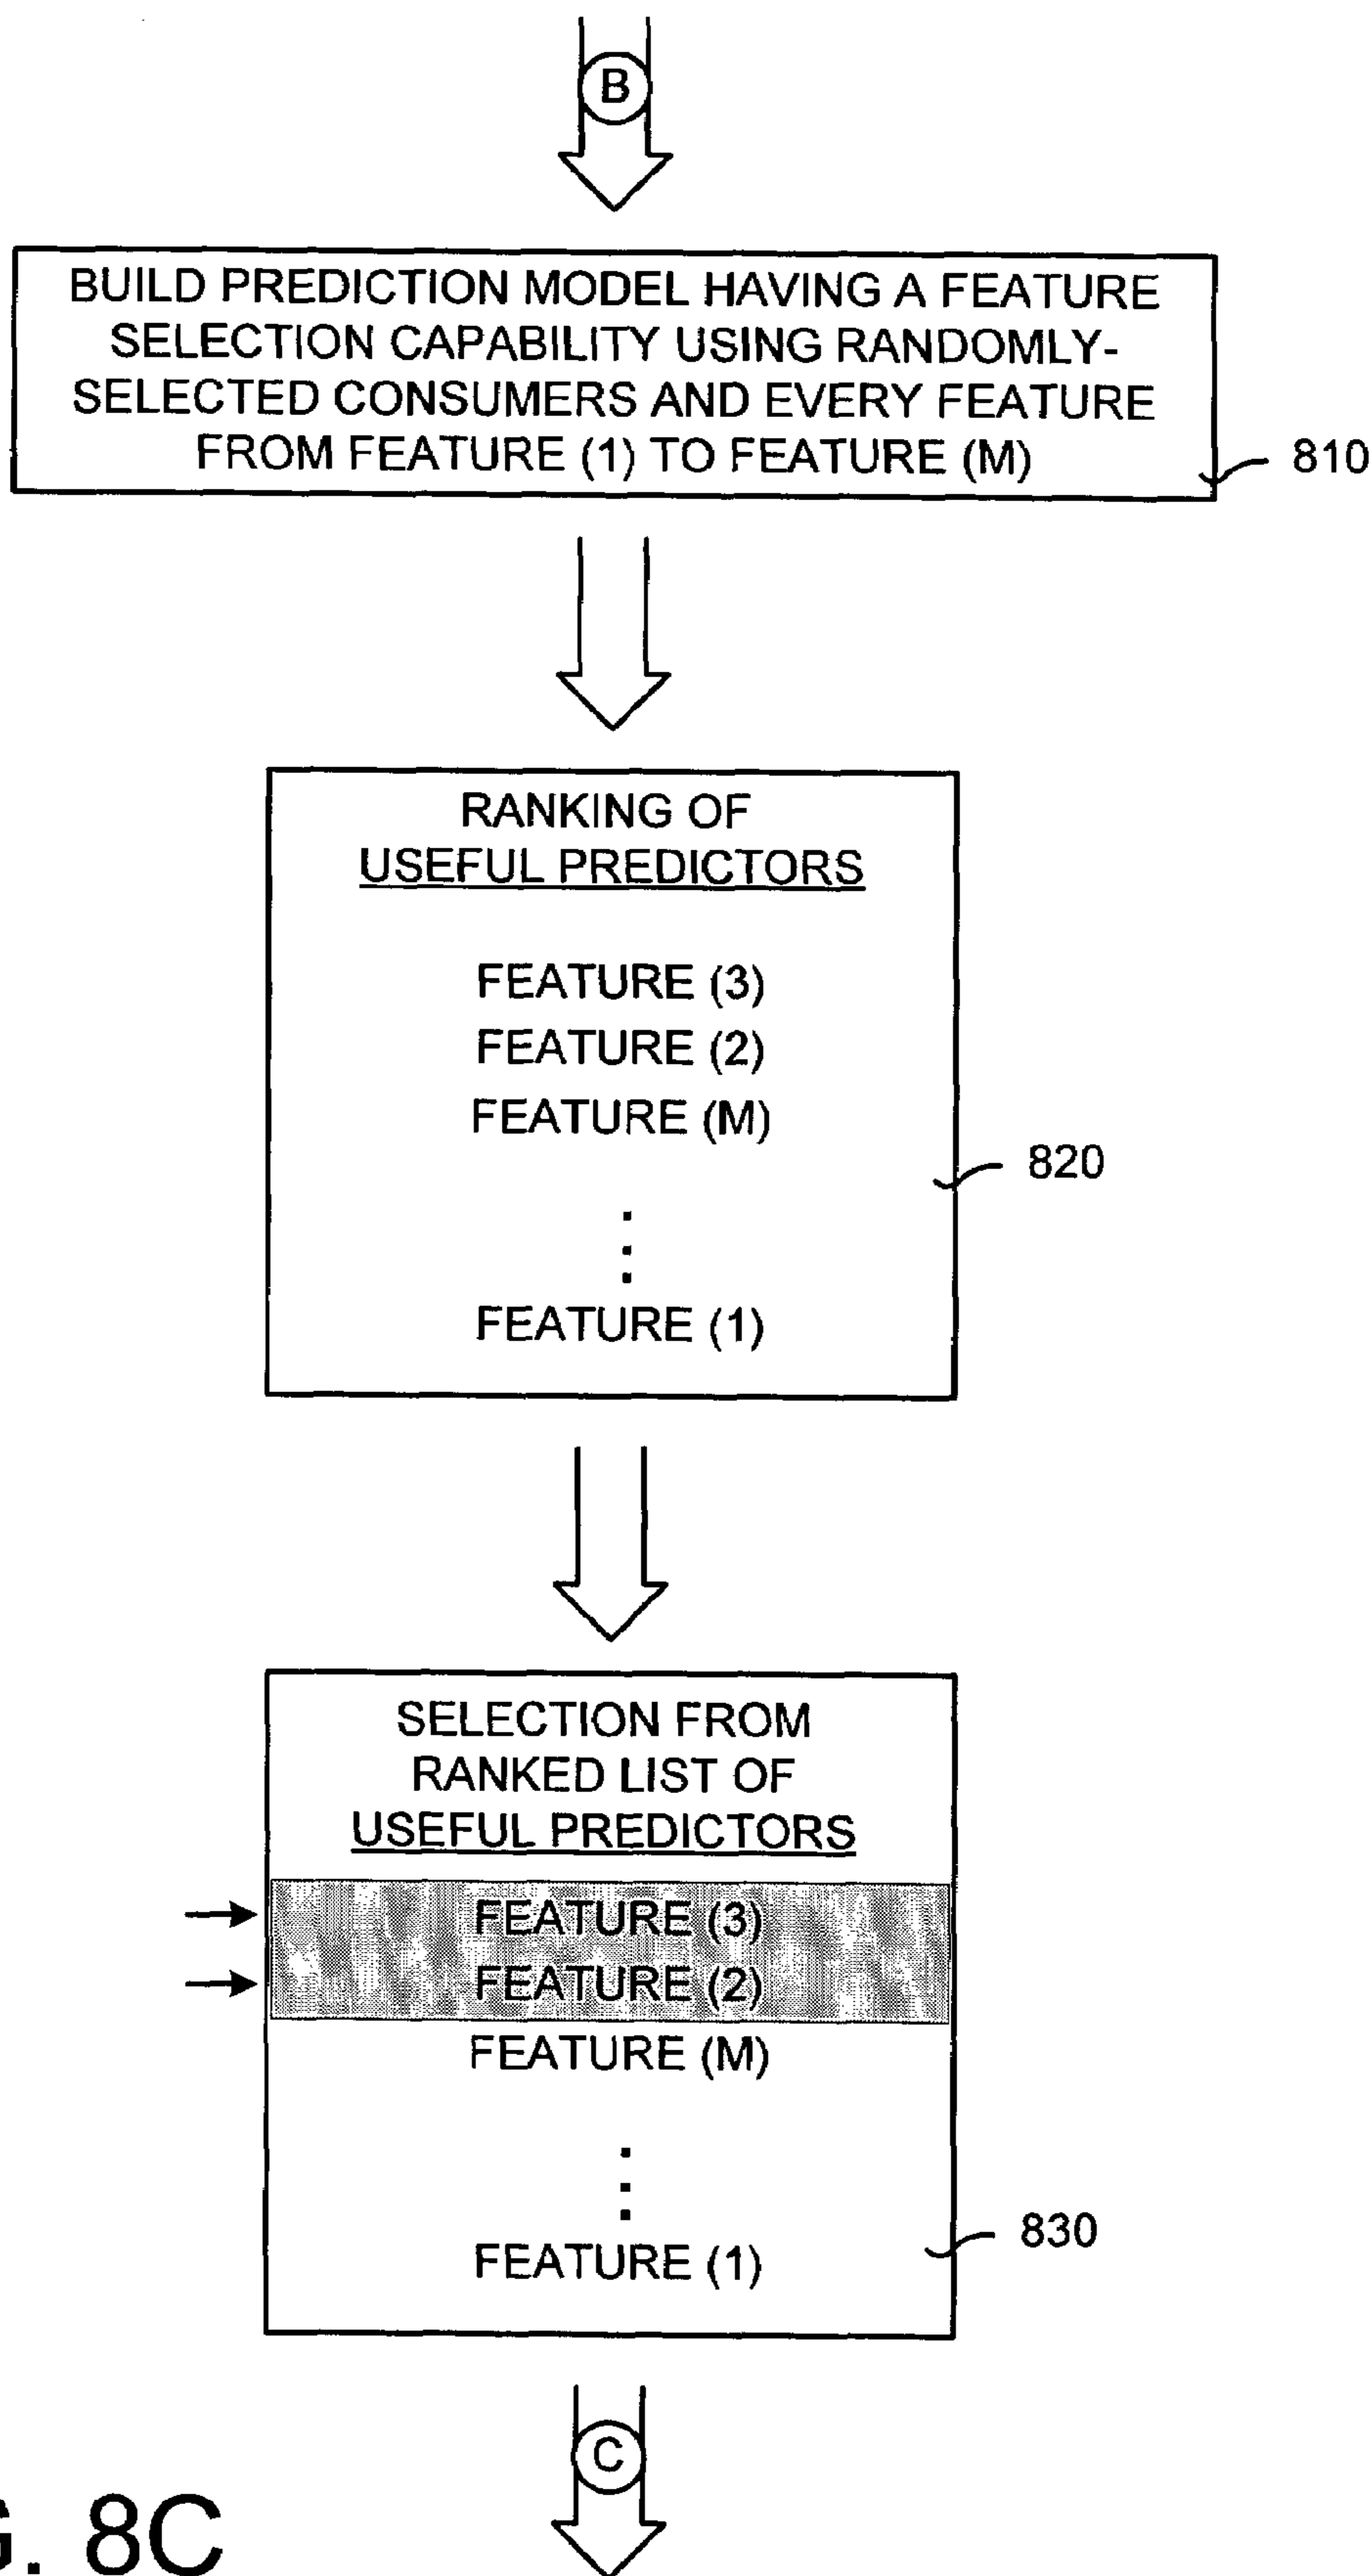 B
BUILD PREDICTION MODEL HAVING A FEATURE
SELECTION CAPABILITY USING RANDOMLY-
SELECTED CONSUMERS AND EVERY FEATURE
FROM FEATURE (1) TO FEATURE (M)
810
RANKING OF
USEFUL PREDICTORS
FEATURE (3)
FEATURE (2)
FEATURE (M)
820
FEATURE (1)
SELECTION FROM
RANKED LIST OF
USEFUL PREDICTORS
FEATURE (3)
FEATURE (2)
FEATURE (M)
830
FEATURE (1)
C
G. 8C